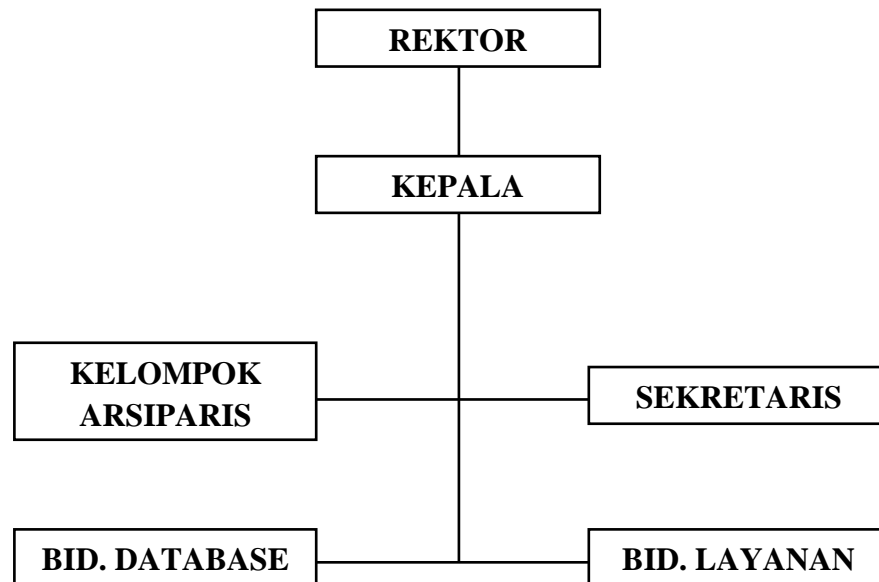 REKTOR
KEPALA
KELOMPOK
ARSIPARIS
SEKRETARIS
BID. DATABASE
BID. LAYANAN